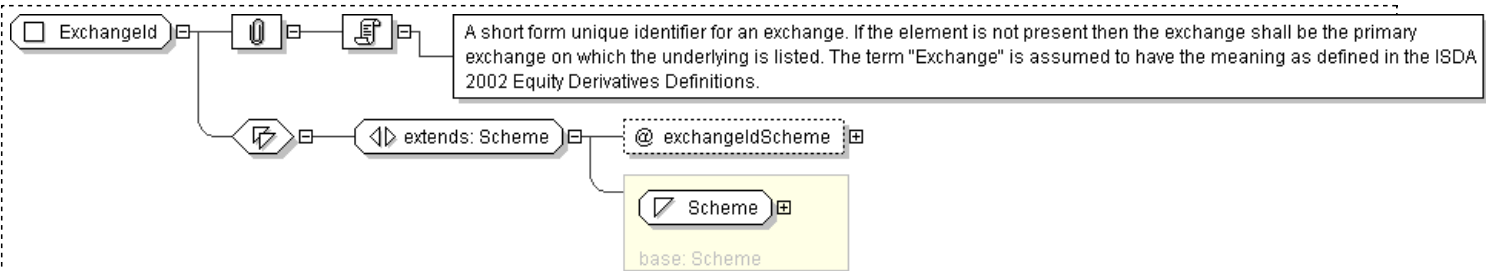 ExchangeId
A short form unique identifier for an exchange. If the element is not present then the exchange shall be the primary
exchange on which the underlying is listed. The term "Exchange" is assumed to have the meaning as defined in the ISDA
2002 Equity Derivatives Definitions.
extends: Scheme
@ exchangeIdScheme
Scheme
base: Scheme